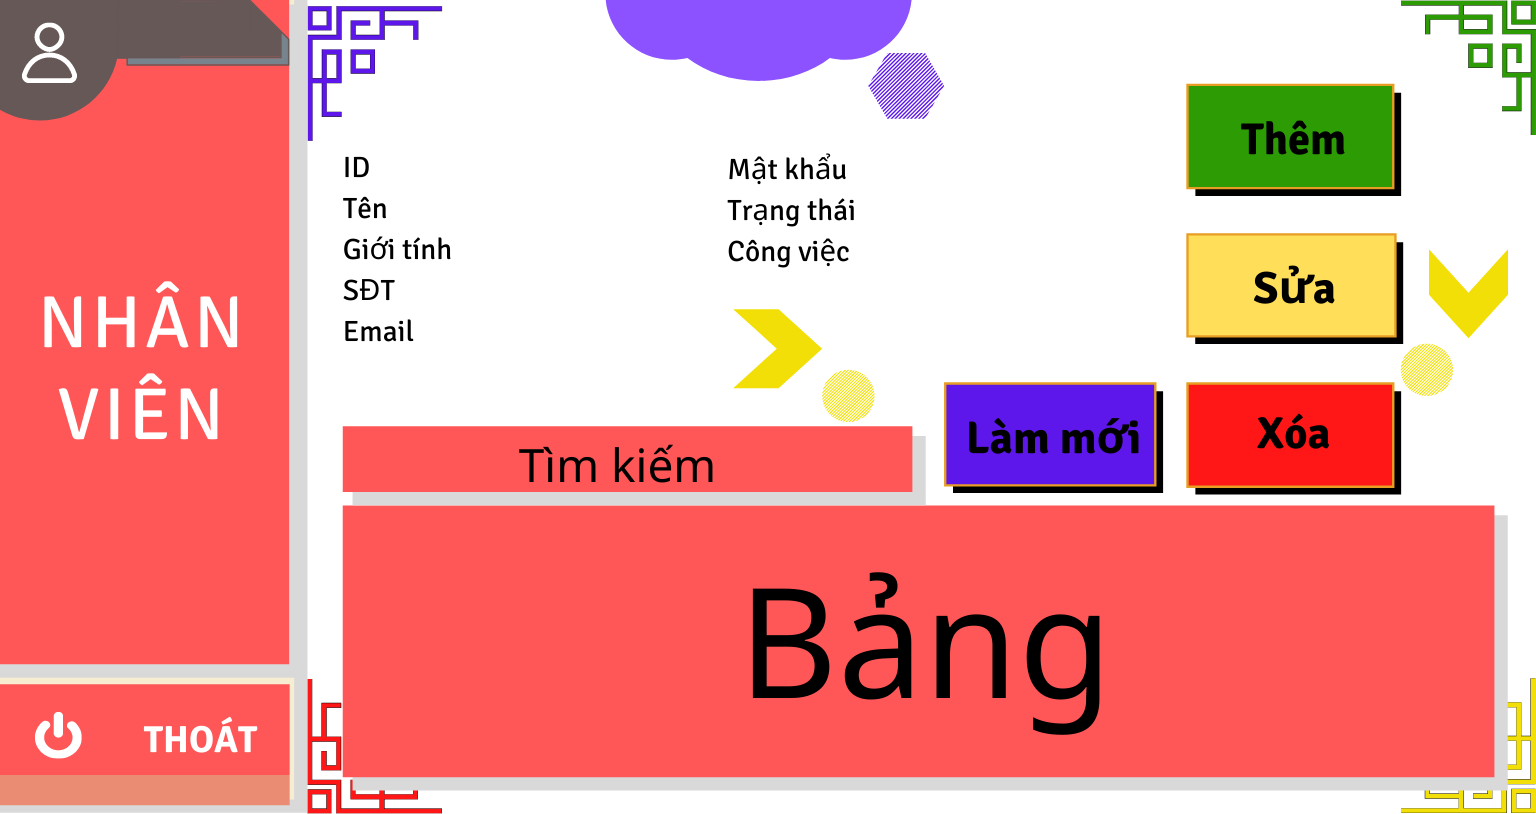 NHÂN
VIÊN
THOÁT
ID
Tên
Giới tính
SĐT
Email
Mật khẩu
Trạng thái
Công việc
Thêm
Sửa
Làm mới
Xóa
Tìm kiếm
Bảng